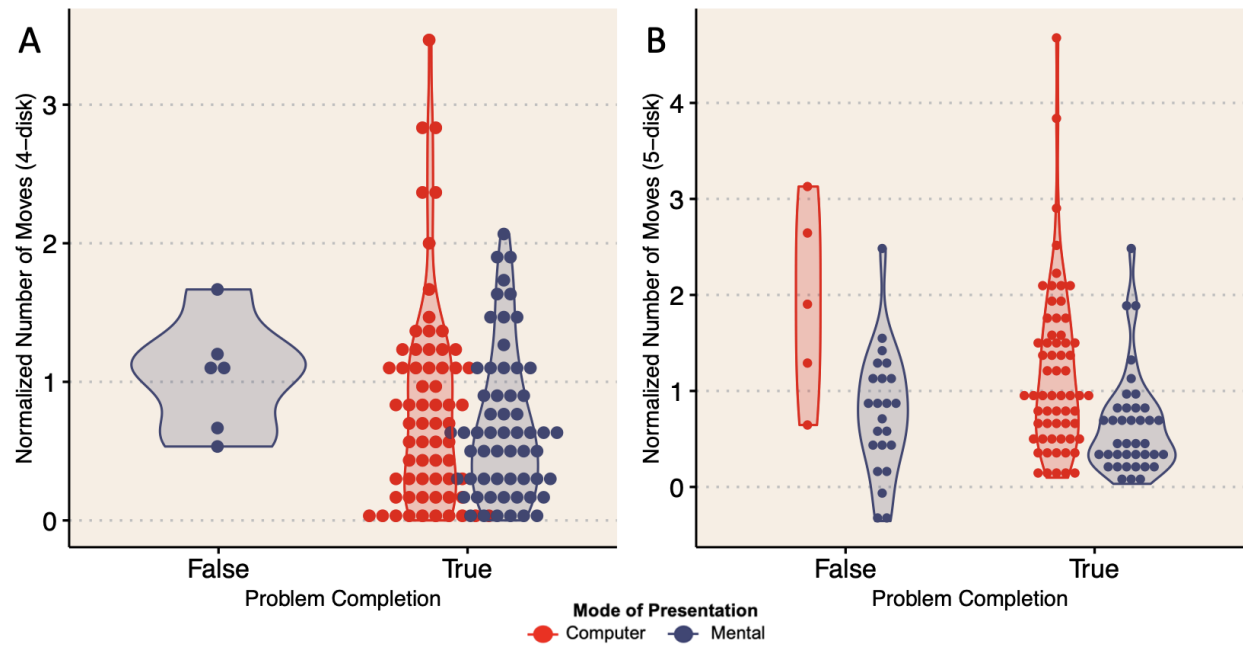 A
Normalized Number of Moves (4−disk)
3
2
1
0
False
True
Problem Completion
B
Normalized Number of Moves (5−disk)
4
3
2
1
0
False
True
Problem Completion
Mode of Presentation
Computer
Mental